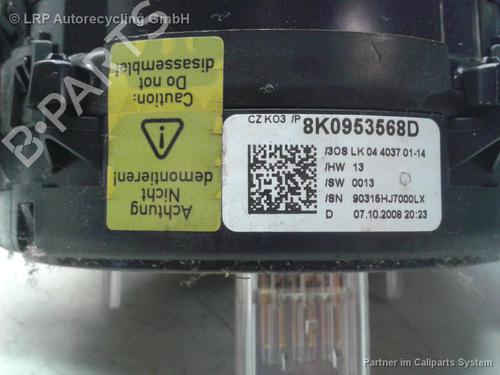 LRP Autorecycling GmbH
B-PARTS
Caution:
Do not
disassemble!
Achtung
Nicht
demontieren!
CZ K03 /P 8K0953568D
/3OS LK 04 4037 01-14
/HW 13
/SW 0013
/SN 90315HJ7000LX
D 07.10.2008 20:23
Partner im Callparts System